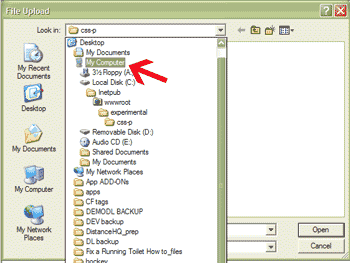 File Upload
Look in: css-p
Desktop
My Documents
My Computer
3½ Floppy (A
Local Disk (C:)
Inetpub
wwwroot
experimental
css-p
Removable Disk (D:)
Audio CD (E:)
Shared Documents
My Documents
My Network Places
App ADD-ONs
apps
CF tags
DEMODL BACKUP
DEV backup
DistanceHQ_prep
DL backup
Fix a Running Toilet How to_files
hockey
My Recent
Documents
Desktop
My Documents
My Computer
My Network
Places
Open
Cancel